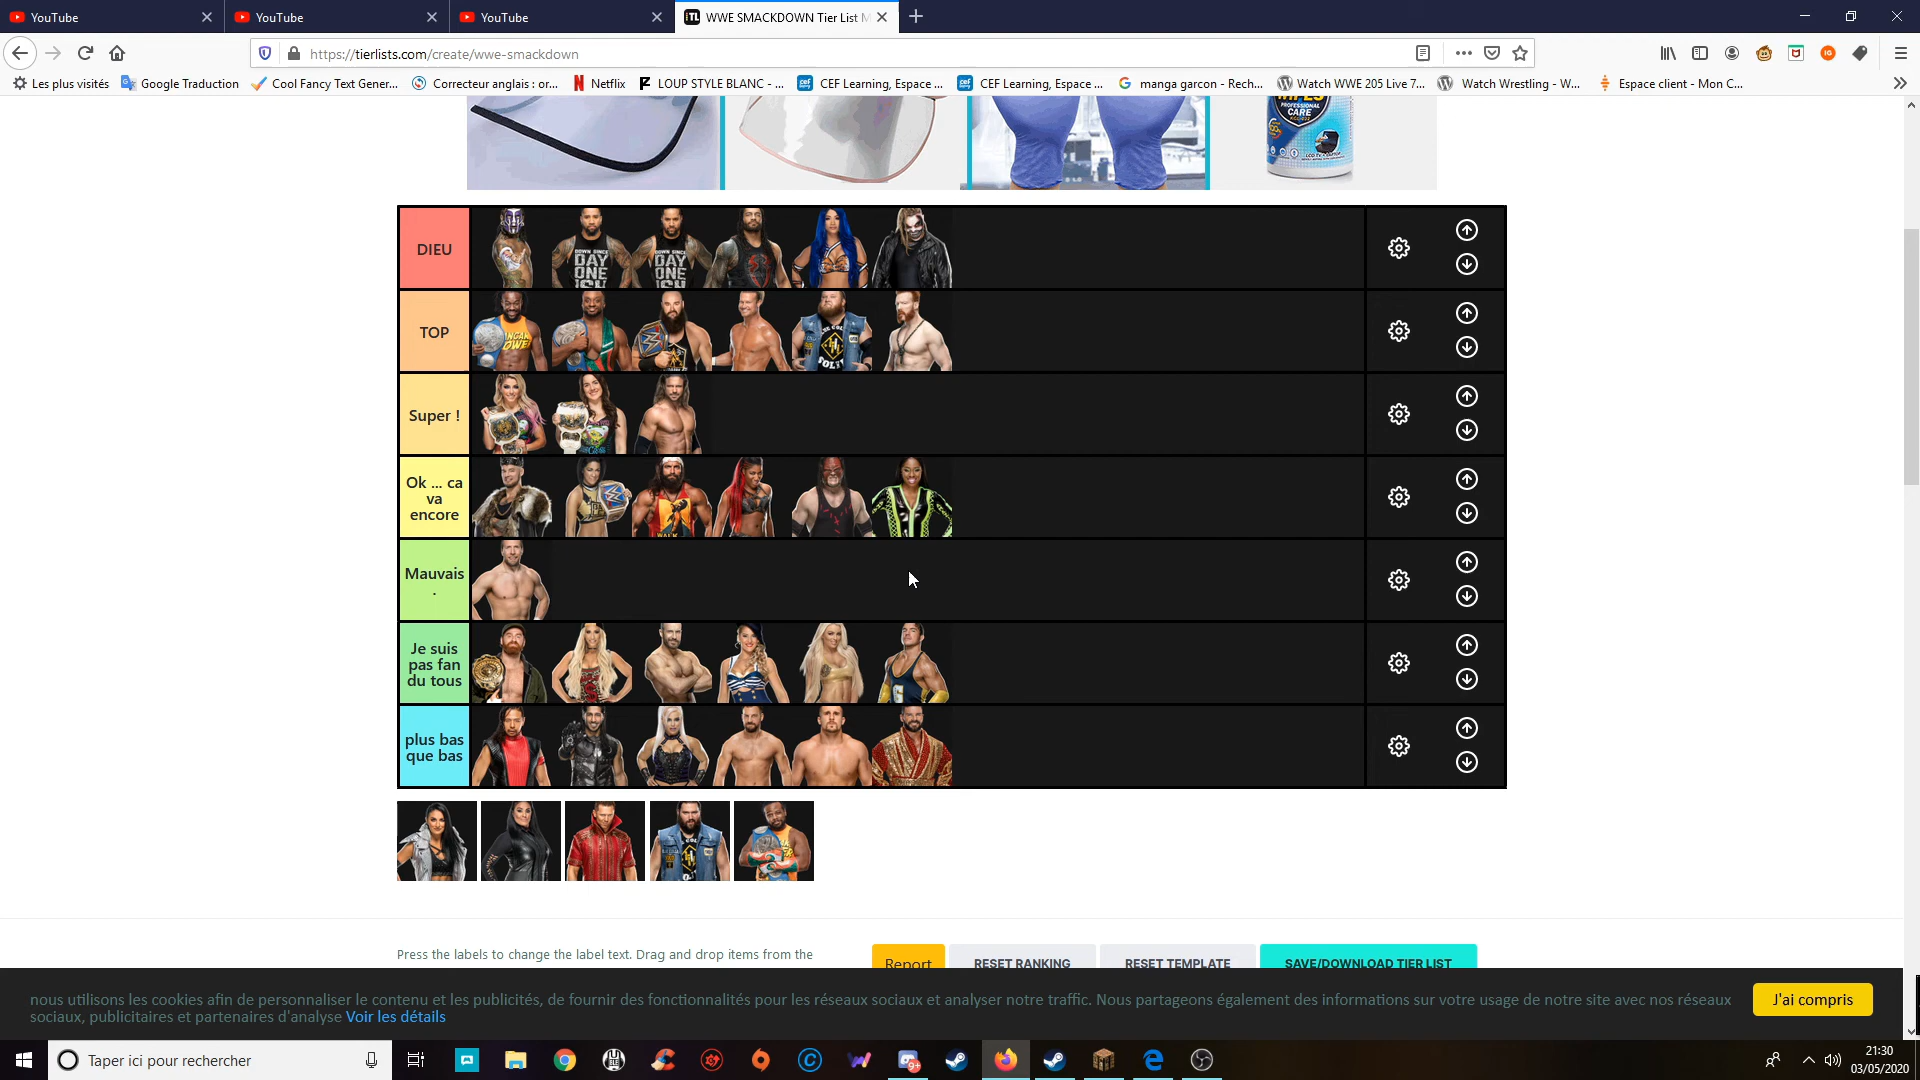 YouTube
YouTube
YouTube
WWE SMACKDOWN Tier List M
https://tierlists.com/create/wwe-smackdown
Les plus visités
Google Traduction
Cool Fancy Text Gener...
Correcteur anglais : or...
Netflix
LOUP STYLE BLANC - ...
CEF Learning, Espace ...
CEF Learning, Espace ...
manga garcon - Rech...
Watch WWE 205 Live 7...
Watch Wrestling - W...
Espace client - Mon C...
WIPES
PROFESSIONAL
CARE
DIEU
TOP
Super !
Ok ... ca
va
encore
Mauvais
.
Je suis
pas fan
du tous
plus bas
que bas
Press the labels to change the label text. Drag and drop items from the
Report
RESET RANKING
RESET TEMPLATE
SAVE/DOWNLOAD TIER LIST
nous utilisons les cookies afin de personnaliser le contenu et les publicités, de fournir des fonctionnalités pour les réseaux sociaux et analyser notre traffic. Nous partageons également des informations sur votre usage de notre site avec nos réseaux
sociaux, publicitaires et partenaires d'analyse Voir les détails
J'ai compris
Taper ici pour rechercher
21:30
03/05/2020